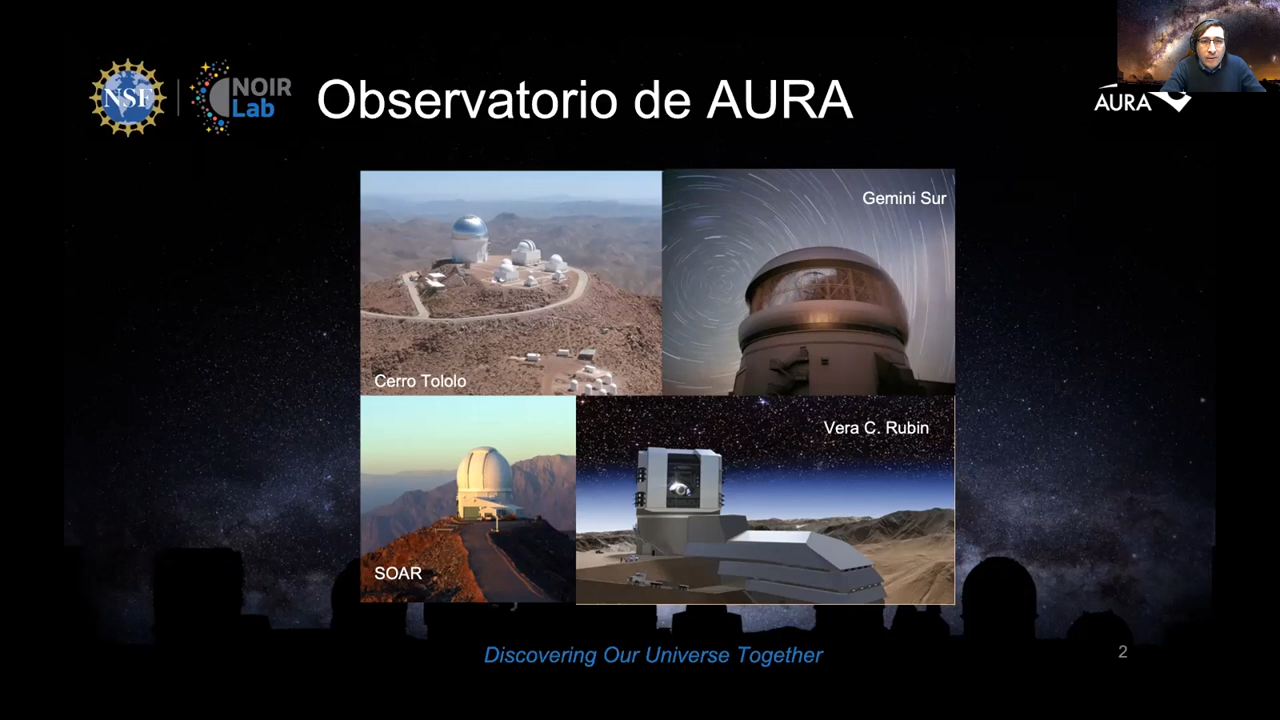 NSF
NOIR
Lab
Observatorio de AURA
AURA
Gemini Sur
Cerro Tololo
Vera C. Rubin
SOAR
Discovering Our Universe Together
2